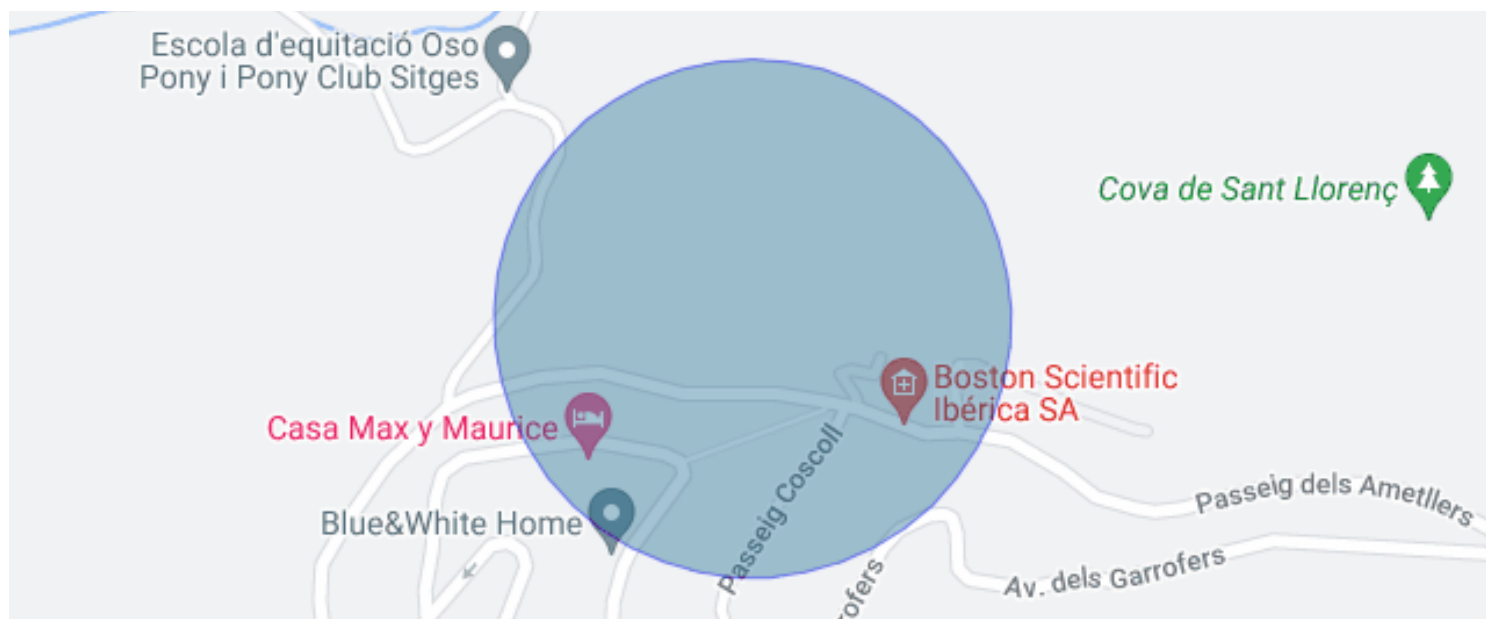 Escola d'equitació Oso
Pony i Pony Club Sitges
Cova de Sant Llorenç
Boston Scientific
Ibérica SA
Casa Max y Maurice
Passeig Coscoll
Passeig dels Ametllers
Blue&White Home
Av. dels Garrofers